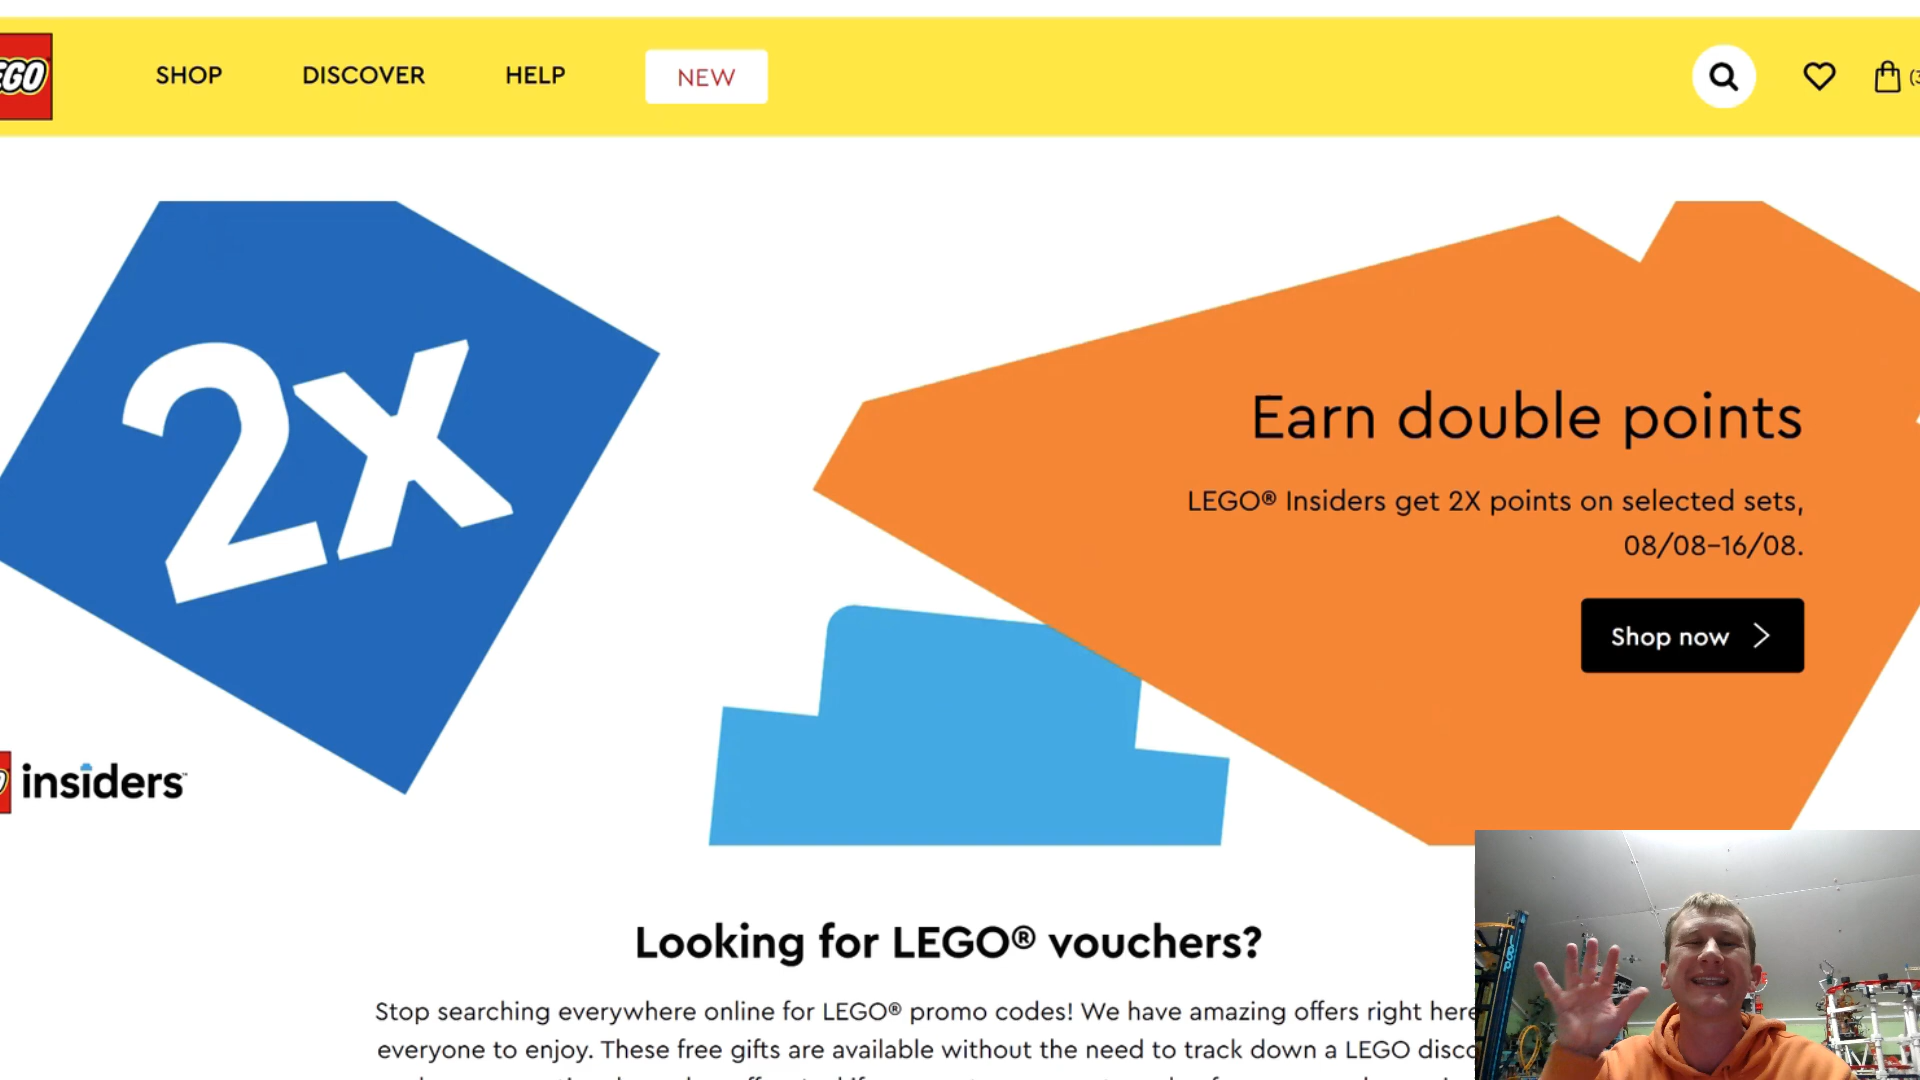 SHOP DISCOVER HELP NEW
2x
Earn double points
LEGO® Insiders get 2X points on selected sets,
08/08-16/08.
Shop now
insiders™
Looking for LEGO® vouchers?
Stop searching everywhere online for LEGO® promo codes! We have amazing offers right here
everyone to enjoy. These free gifts are available without the need to track down a LEGO